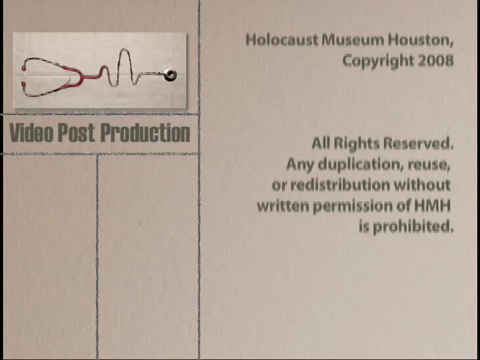 Video Post Production
Holocaust Museum Houston,
Copyright 2008
All Rights Reserved.
Any duplication, reuse,
or redistribution without
written permission of HMH
is prohibited.